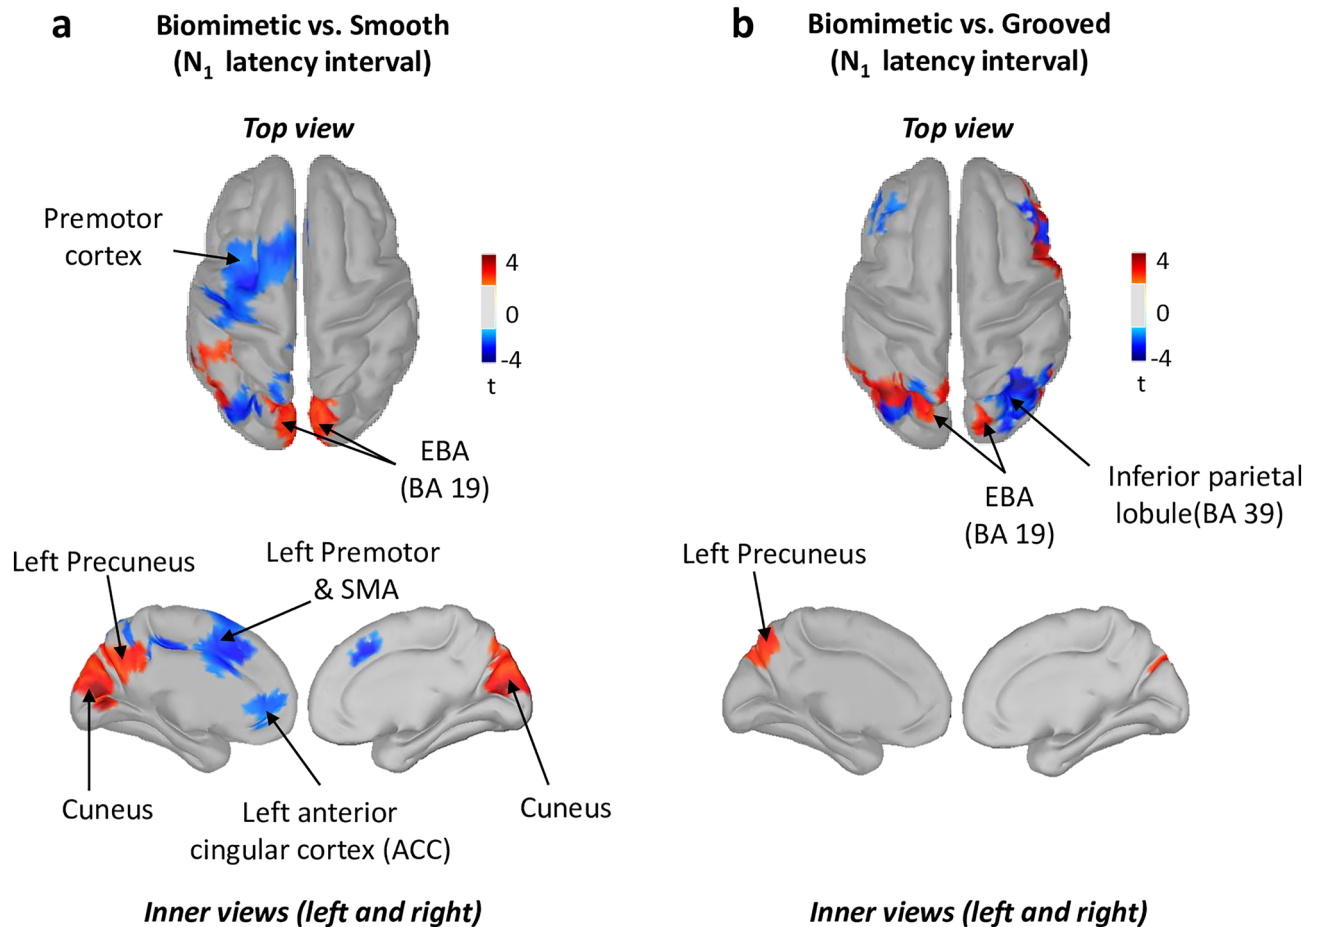 a
Biomimetic vs. Smooth
(N1 latency interval)
Top view
Premotor
cortex
4
0
-4
t
EBA
(BA 19)
Left Precuneus
Left Premotor
& SMA
Cuneus
Left anterior
cingular cortex (ACC)
Cuneus
Inner views (left and right)
b
Biomimetic vs. Grooved
(N1 latency interval)
Top view
4
0
-4
t
EBA
(BA 19)
Inferior parietal
lobule(BA 39)
Left Precuneus
Inner views (left and right)